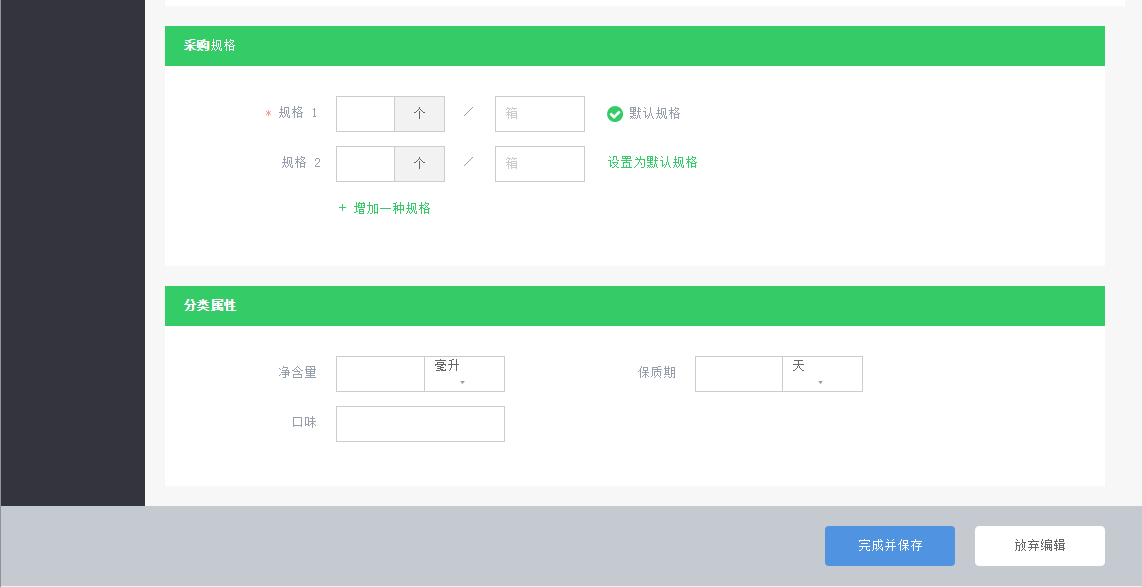 采购规格
* 规格 1 个 / 箱 默认规格
规格 2 个 / 箱 设置为默认规格
+ 增加一种规格
分类属性
净含量 毫升 保质期 天
口味
完成并保存 放弃编辑